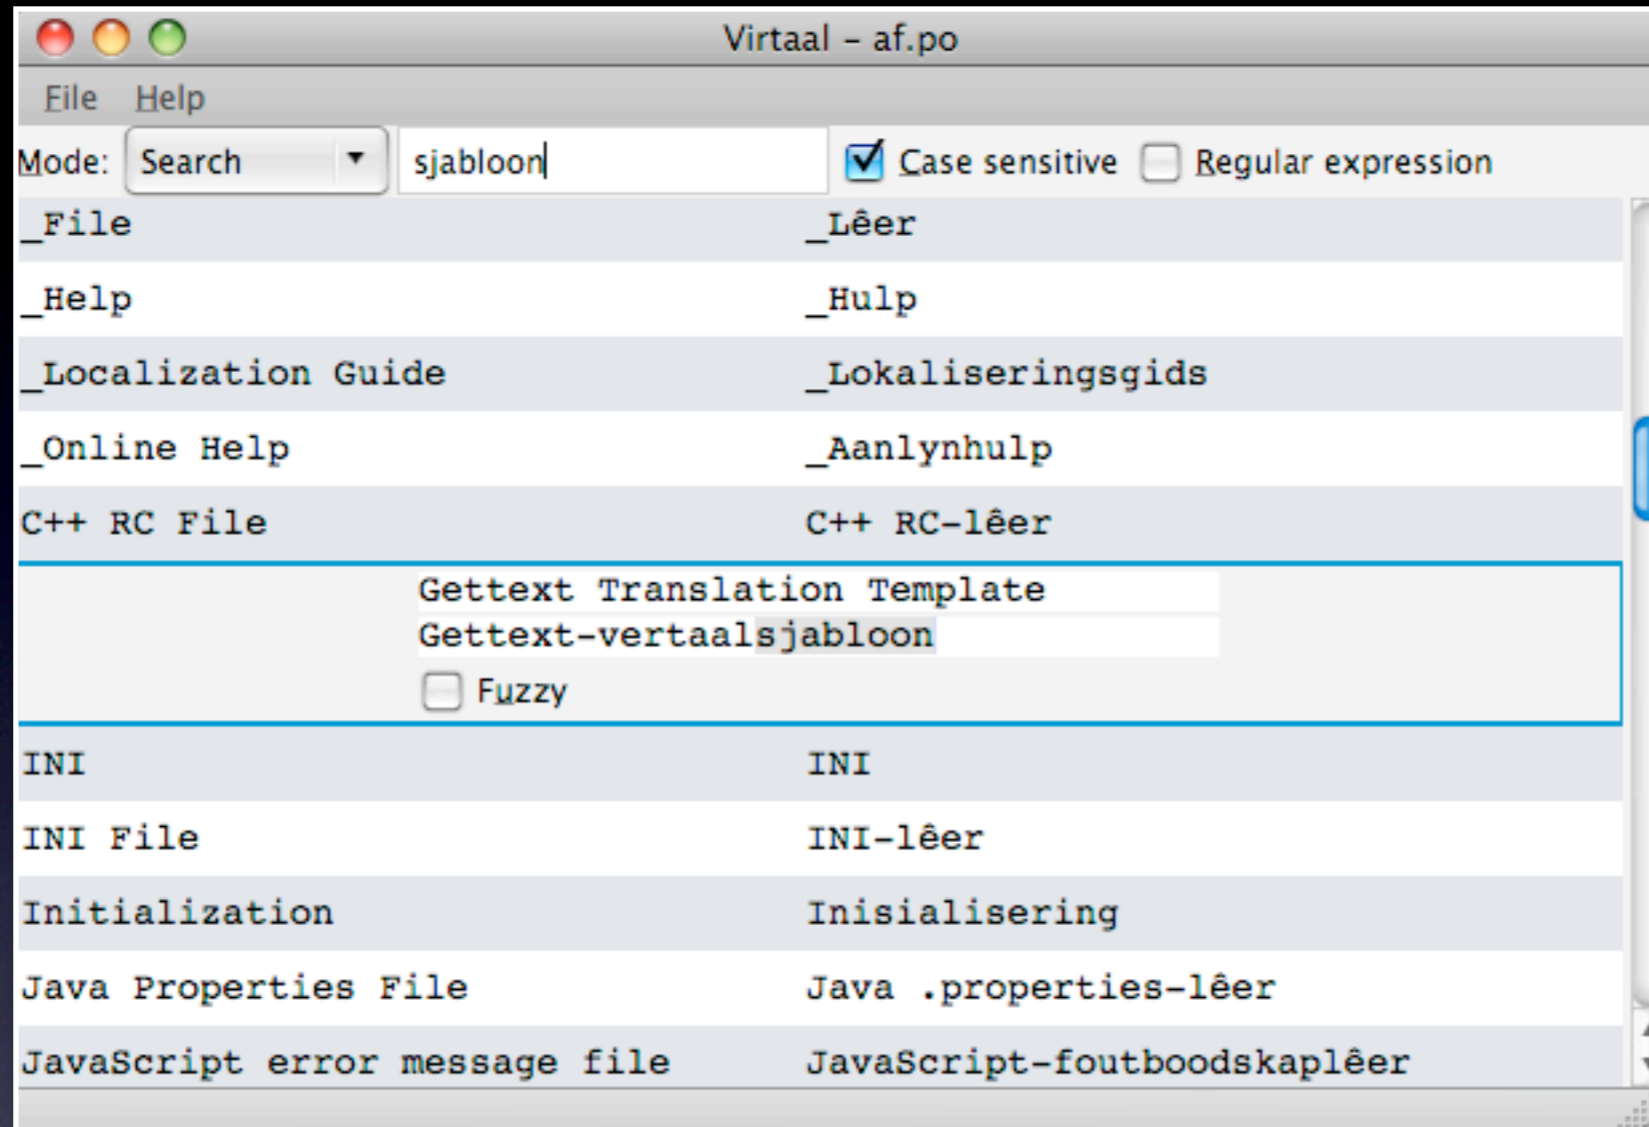 Virtaal – af.po
File Help
Mode: Search sjabloon Case sensitive Regular expression
_File _Lêer
_Help _Hulp
_Localization Guide _Lokaliseringsgids
_Online Help _Aanlynhulp
C++ RC File C++ RC-lêer
Gettext Translation Template
Gettext-vertaalsjabloon
Fuzzy
INI INI
INI File INI-lêer
Initialization Inisialisering
Java Properties File Java .properties-lêer
JavaScript error message file JavaScript-foutboodskaplêer